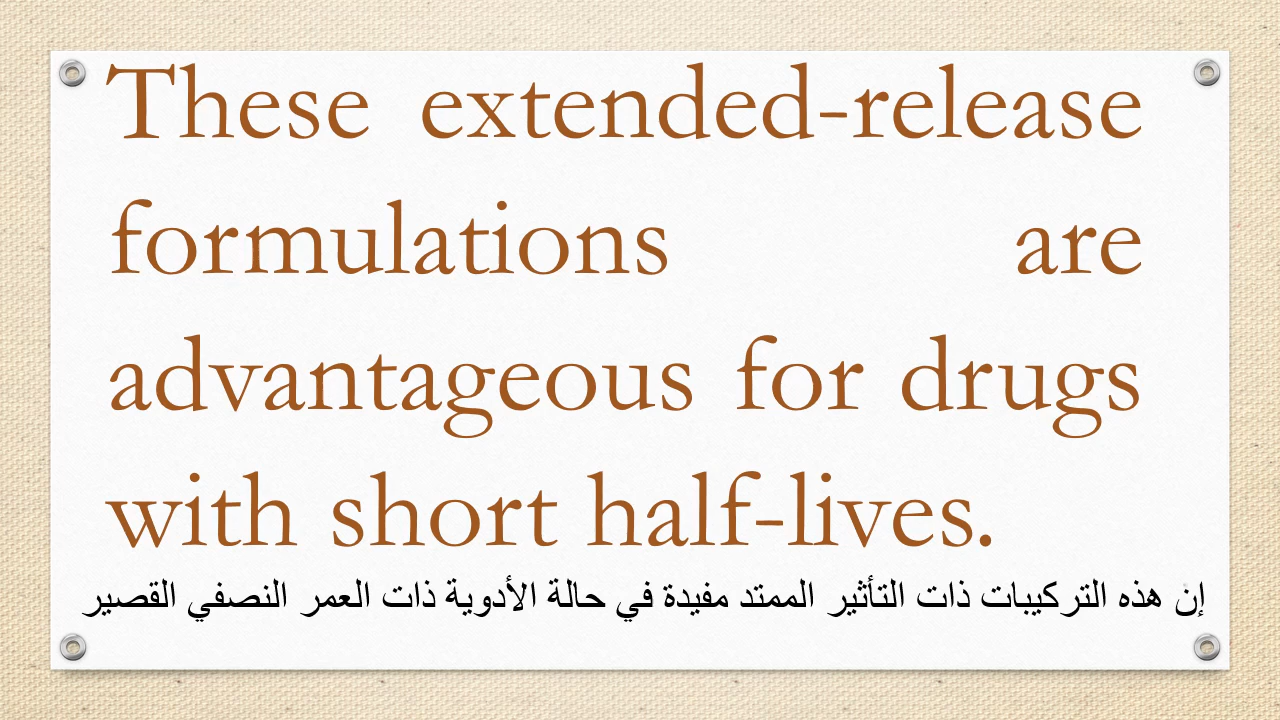 These extended-release
formulations are
advantageous for drugs
with short half-lives.
إن هذه التركيبات ذات التأثير الممتد مفيدة في حالة الأدوية ذات العمر النصفي القصير